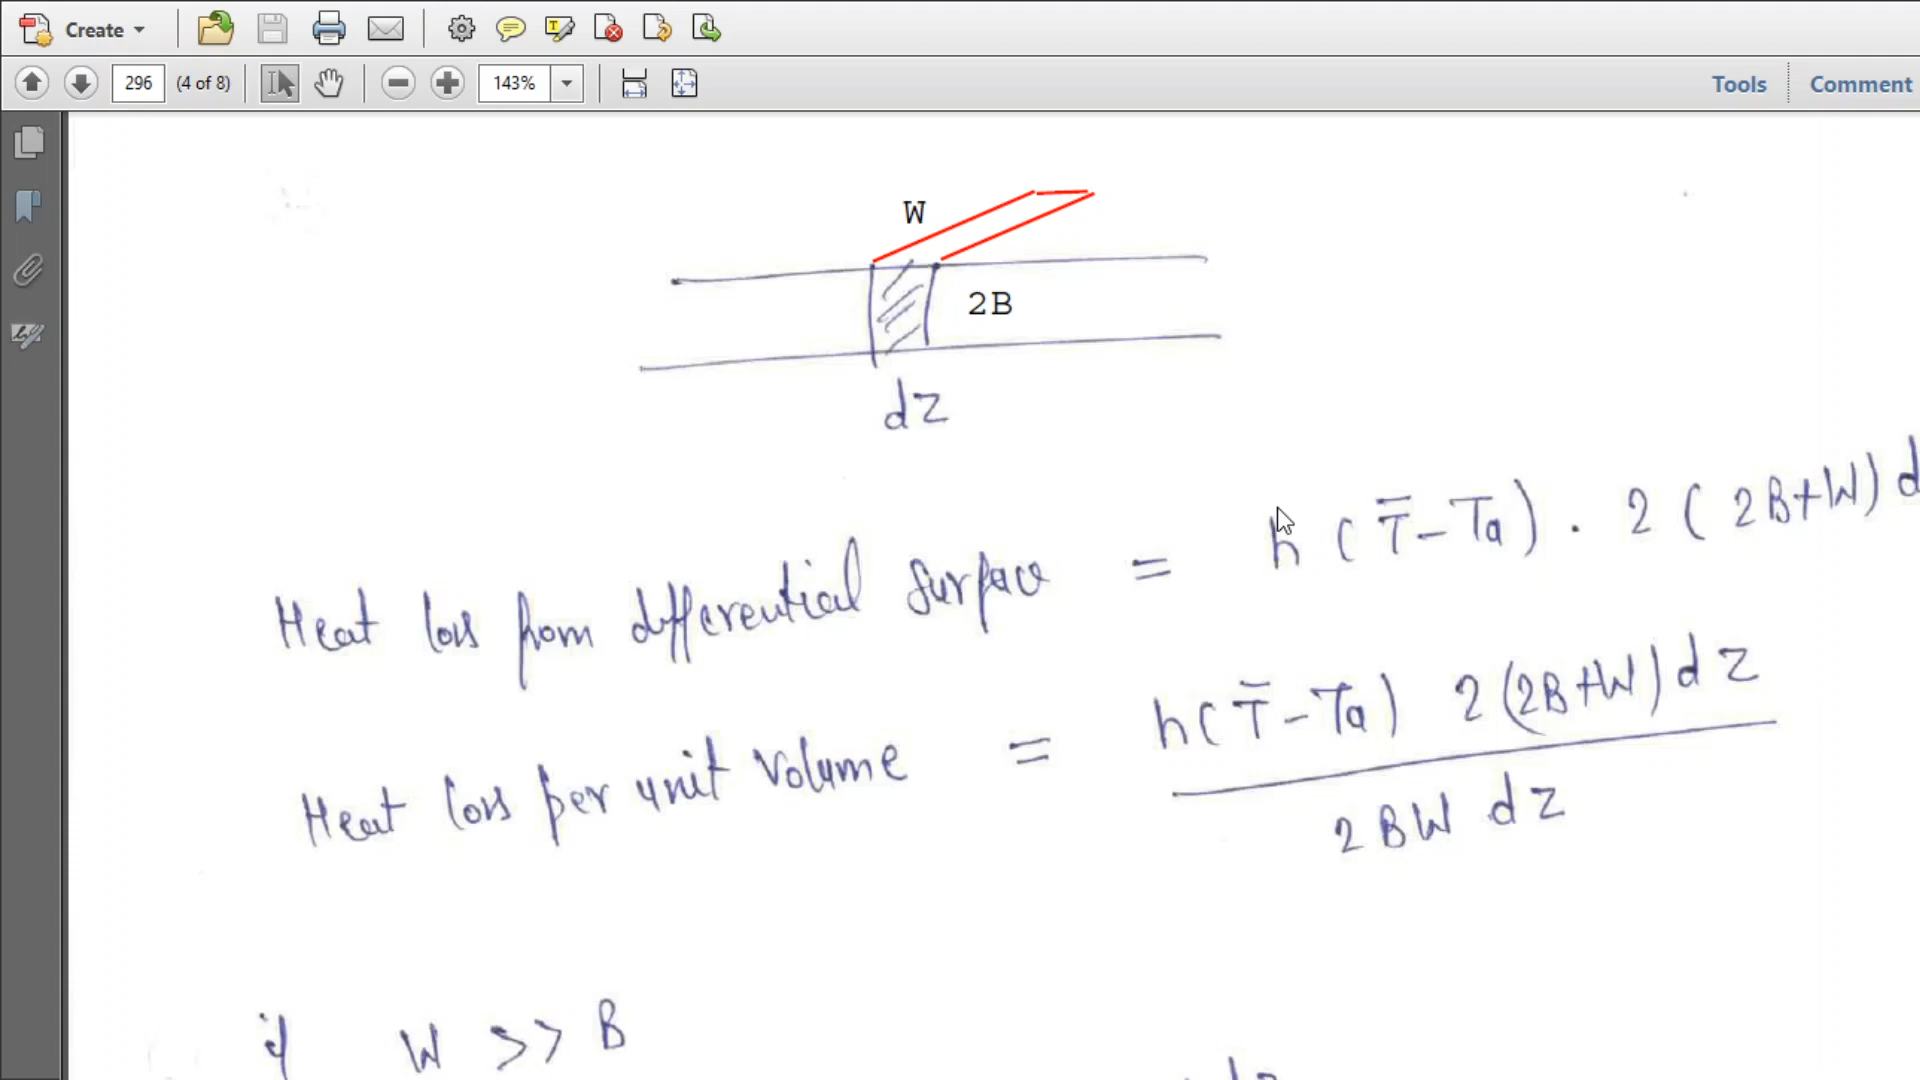 Create
296 (4 of 8) 143% Tools Comment
W
2B
dz
Heat loss from differential surface = h (T̿ - Ta) . 2 ( 2B+W) d
Heat loss per unit volume = h(T̄ - Ta) 2 (2B+W) dz
2BW dz
if W >> B